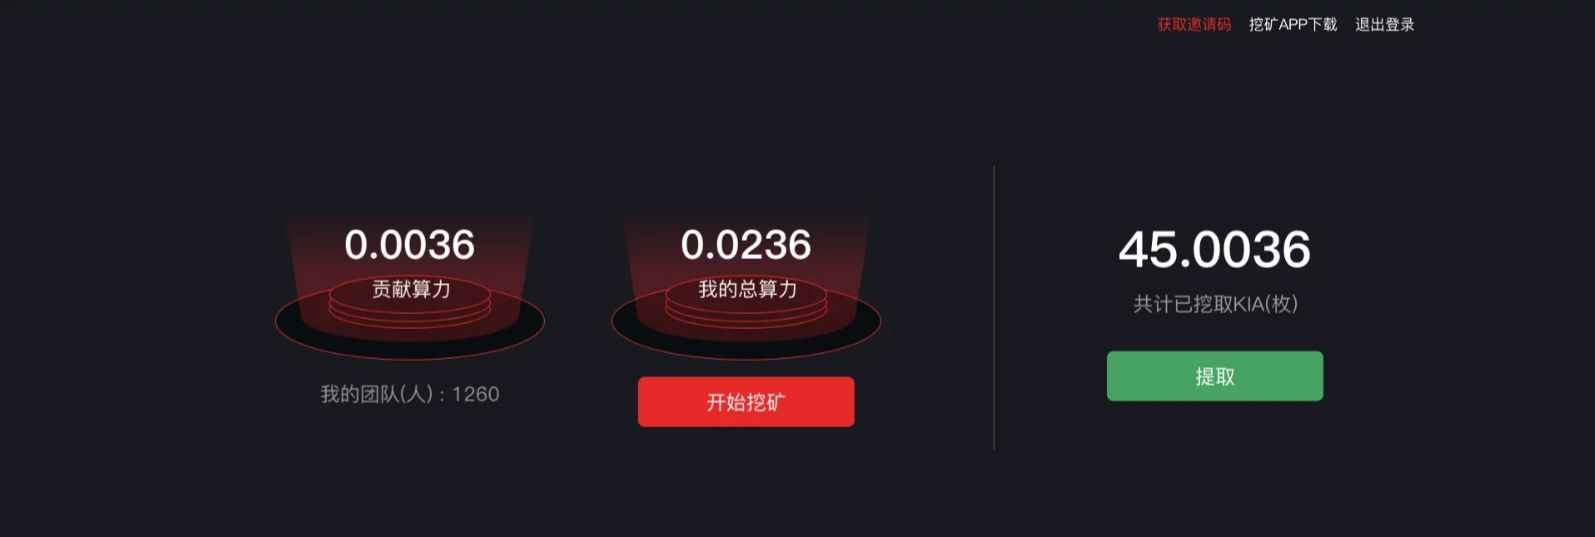 获取邀请码 挖矿APP下载 退出登录
0.0036
贡献算力
我的团队(人)：1260
0.0236
我的总算力
开始挖矿
45.0036
共计已挖取KIA(枚)
提取